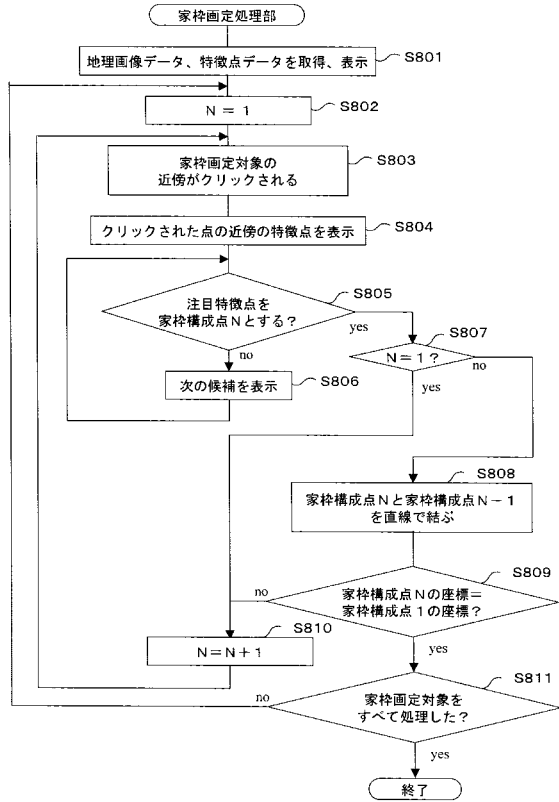 家枠画定処理部
S801
地理画像データ、特徴点データを取得、表示
S802
N=1
S803
家枠画定対象の
近傍がクリックされる
S804
クリックされた点の近傍の特徴点を表示
S805
注目特徴点を
家枠構成点Nとする？
yes
no
S806
次の候補を表示
S807
N=1？
no
yes
S808
家枠構成点Nと家枠構成点N-1
を直線で結ぶ
S809
家枠構成点Nの座標=
家枠構成点1の座標？
no
yes
S810
N=N+1
S811
家枠画定対象を
すべて処理した？
no
yes
終了